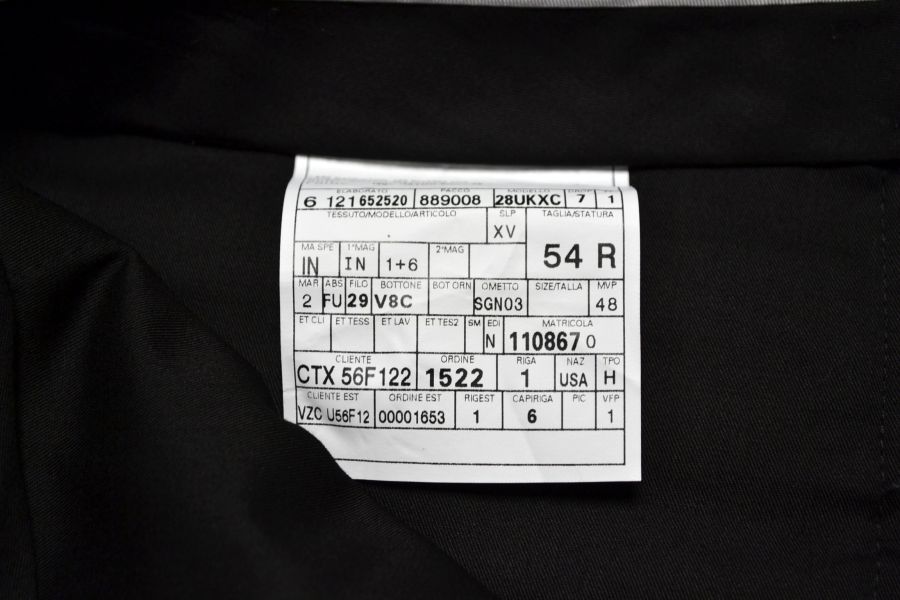 ELABORATO PACCO MODELLO DROP
6 121652520 889008 28UKXC 7 1
TESSUTO/MODELLO/ARTICOLO SLP TAGLIA/STATURA
XV 54 R
MA SPE 1°MAG 2°MAG
IN IN 1+6
MAR ABS FILO BOTTONE BOT ORN OMETTO SIZE/TALLA MVP
2 FU 29 V8C SGN03 48
ET CLI ET TESS ET LAV ET TES2 SM EDI MATRICOLA
N 110867 0
CLIENTE ORDINE RIGA NAZ TPO
CTX 56F122 1522 1 USA H
CLIENTE EST ORDINE EST RIGEST CAPIRIGA PIC VFP
VZC U56F12 00001653 1 6 1